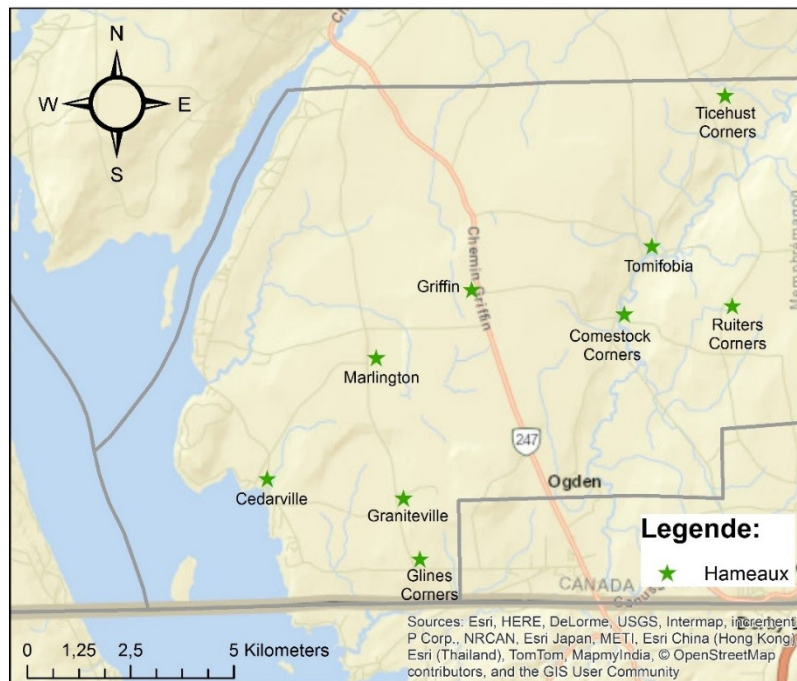 N
W
E
S
Ticehust
Corners
Tomifobia
Chemin Griffin
Griffin
Comestock
Corners
Ruiters
Corners
Memphrémagog
Marlington
247
Ogden
Cedarville
Graniteville
Glines
Corners
Legende:
Hameaux
CANADA
Sources: Esri, HERE, DeLorme, USGS, Intermap, increment
P Corp., NRCAN, Esri Japan, METI, Esri China (Hong Kong)
Esri (Thailand), TomTom, MapmyIndia, © OpenStreetMap
contributors, and the GIS User Community
0 1,25 2,5 5 Kilometers